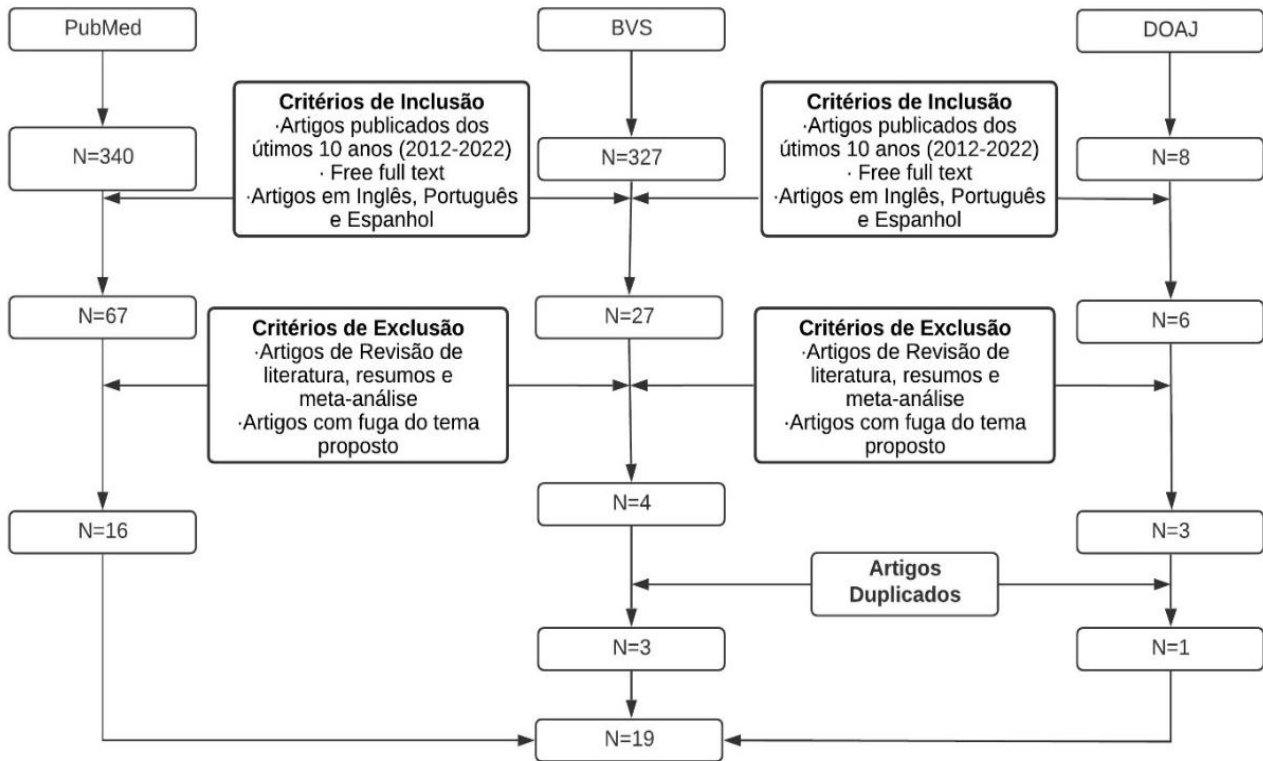 PubMed
BVS
DOAJ
Critérios de Inclusão
·Artigos publicados dos
útimos 10 anos (2012-2022)
· Free full text
·Artigos em Inglês, Português
e Espanhol
Critérios de Inclusão
·Artigos publicados dos
útimos 10 anos (2012-2022)
· Free full text
·Artigos em Inglês, Português
e Espanhol
N=340
N=327
N=8
N=67
N=27
N=6
Critérios de Exclusão
·Artigos de Revisão de
literatura, resumos e
meta-análise
·Artigos com fuga do tema
proposto
Critérios de Exclusão
·Artigos de Revisão de
literatura, resumos e
meta-análise
·Artigos com fuga do tema
proposto
N=16
N=4
N=3
Artigos
Duplicados
N=3
N=1
N=19